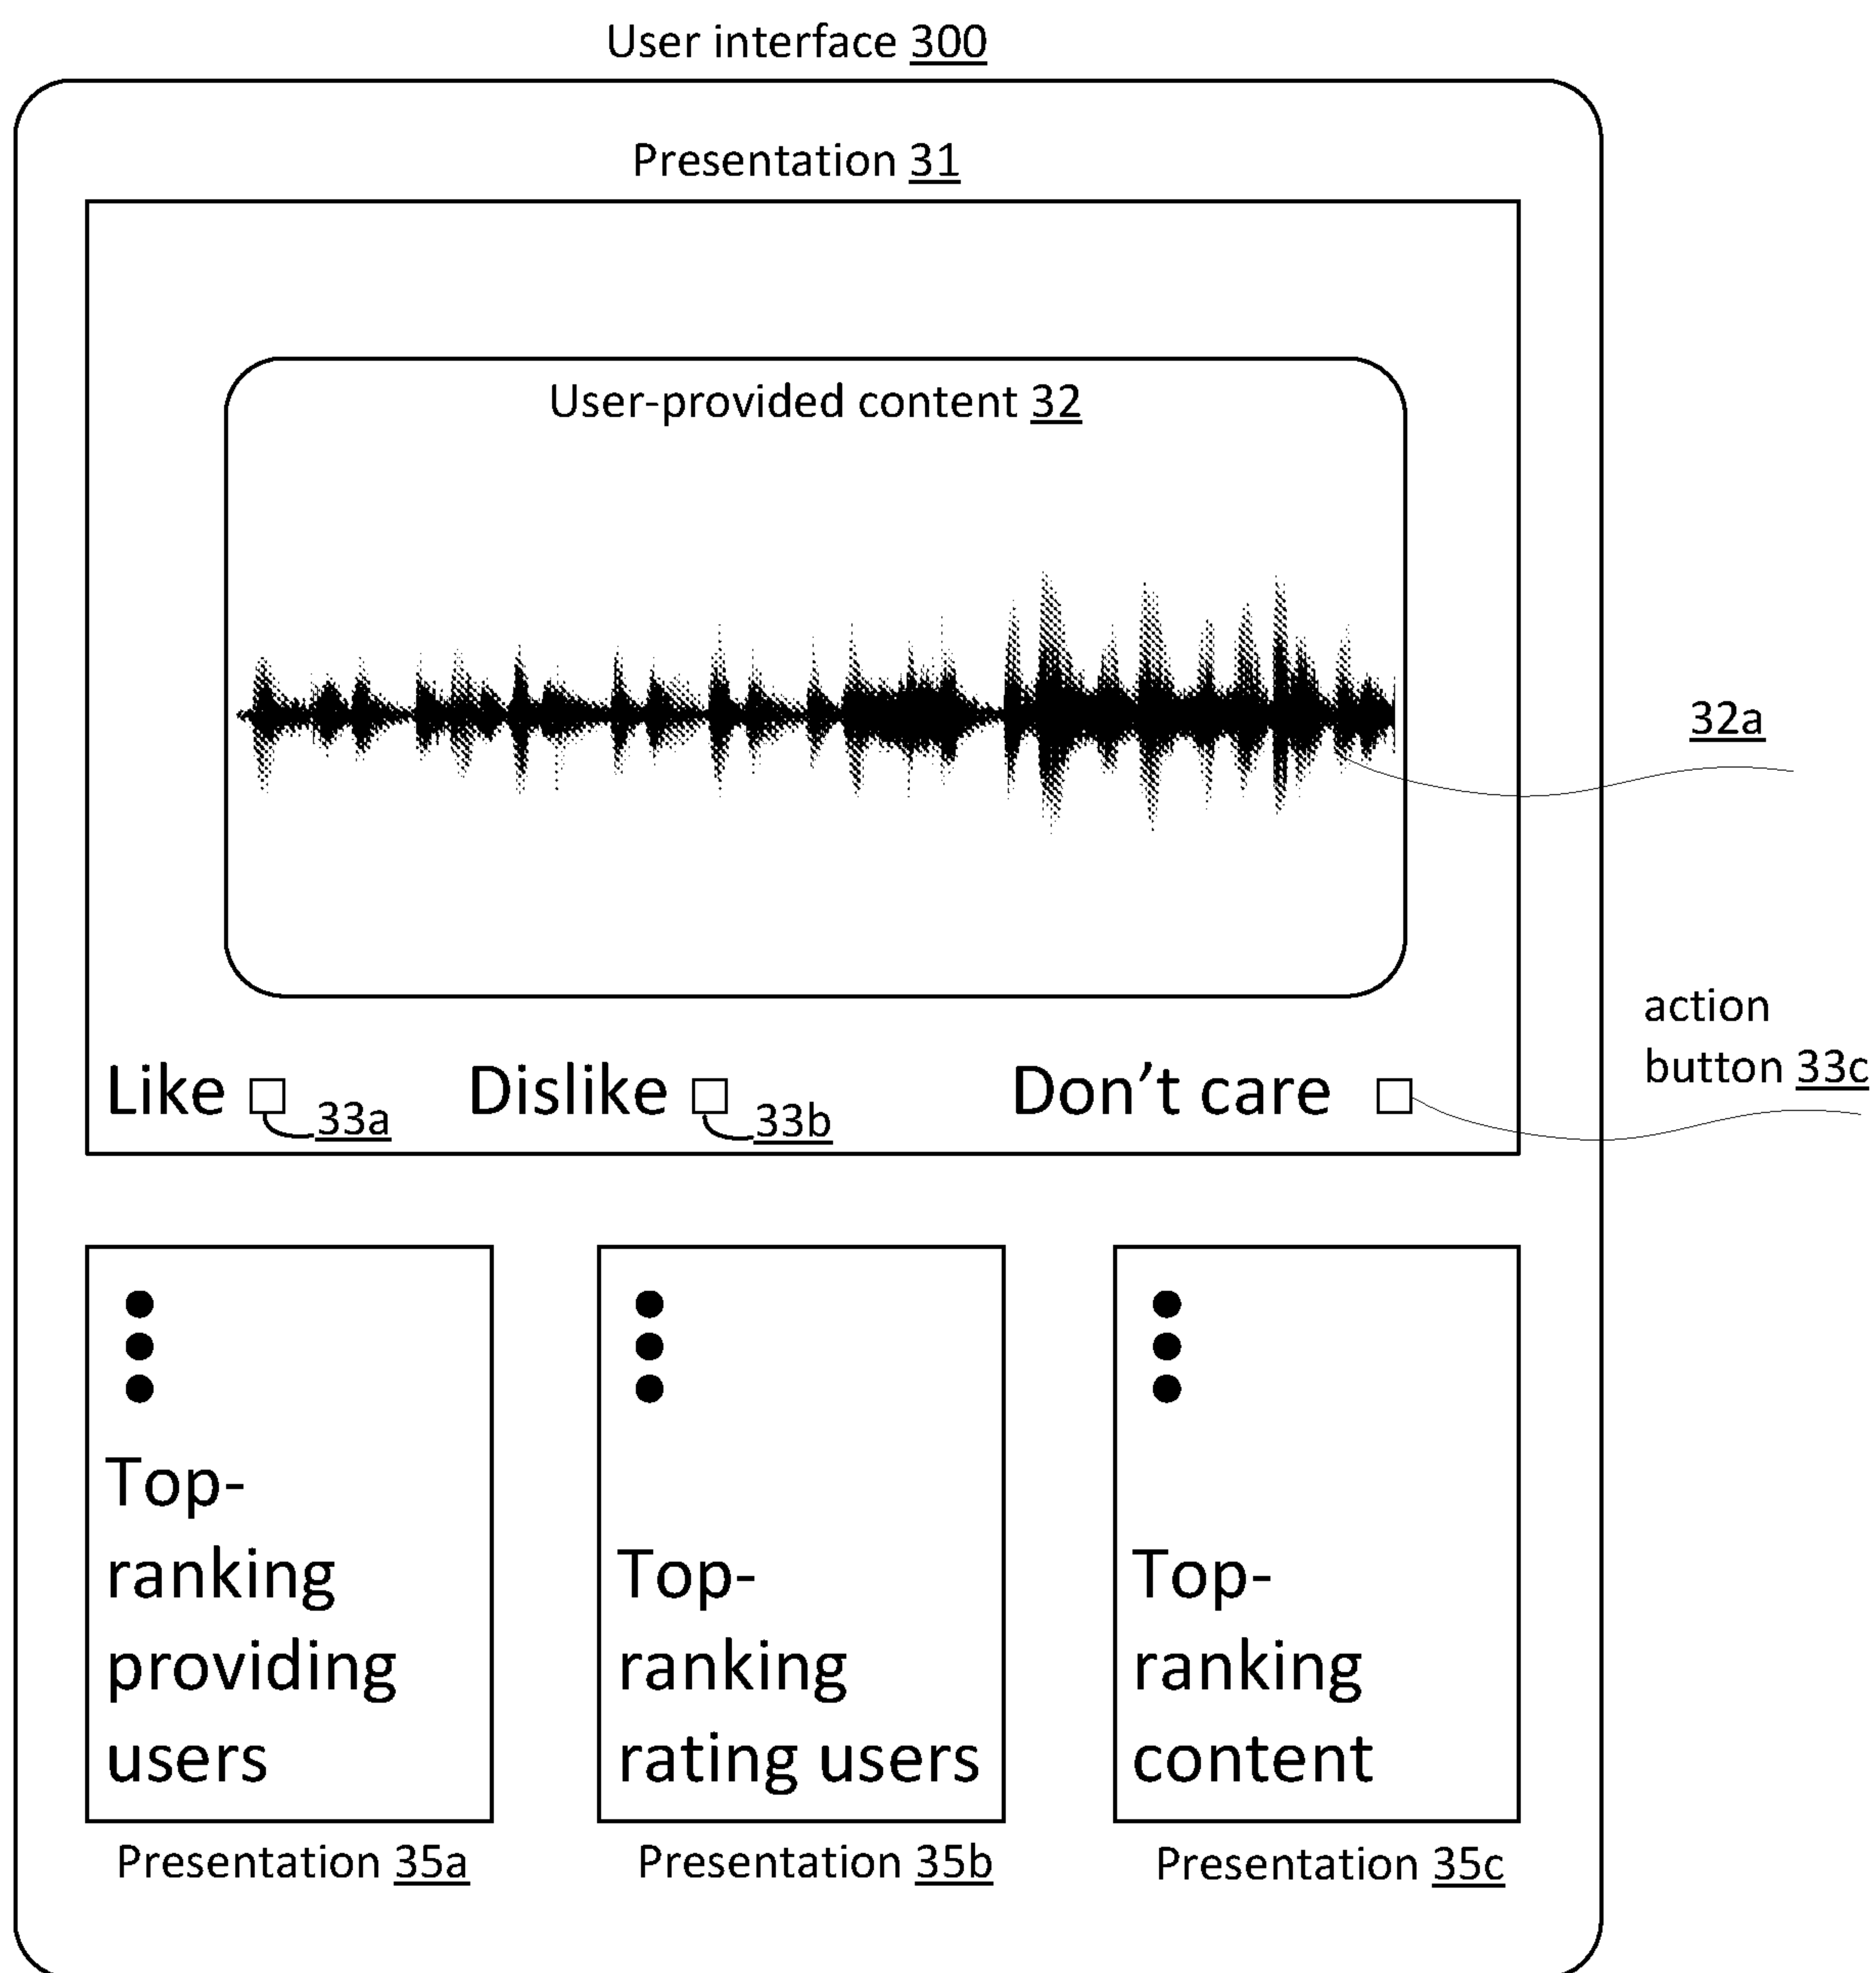 User interface 300
Presentation 31
User-provided content 32
32a
action
button 33c
Like
33a
Dislike
33b
Don’t care
Top-
ranking
providing
users
Top-
ranking
rating users
Top-
ranking
content
Presentation 35a
Presentation 35b
Presentation 35c